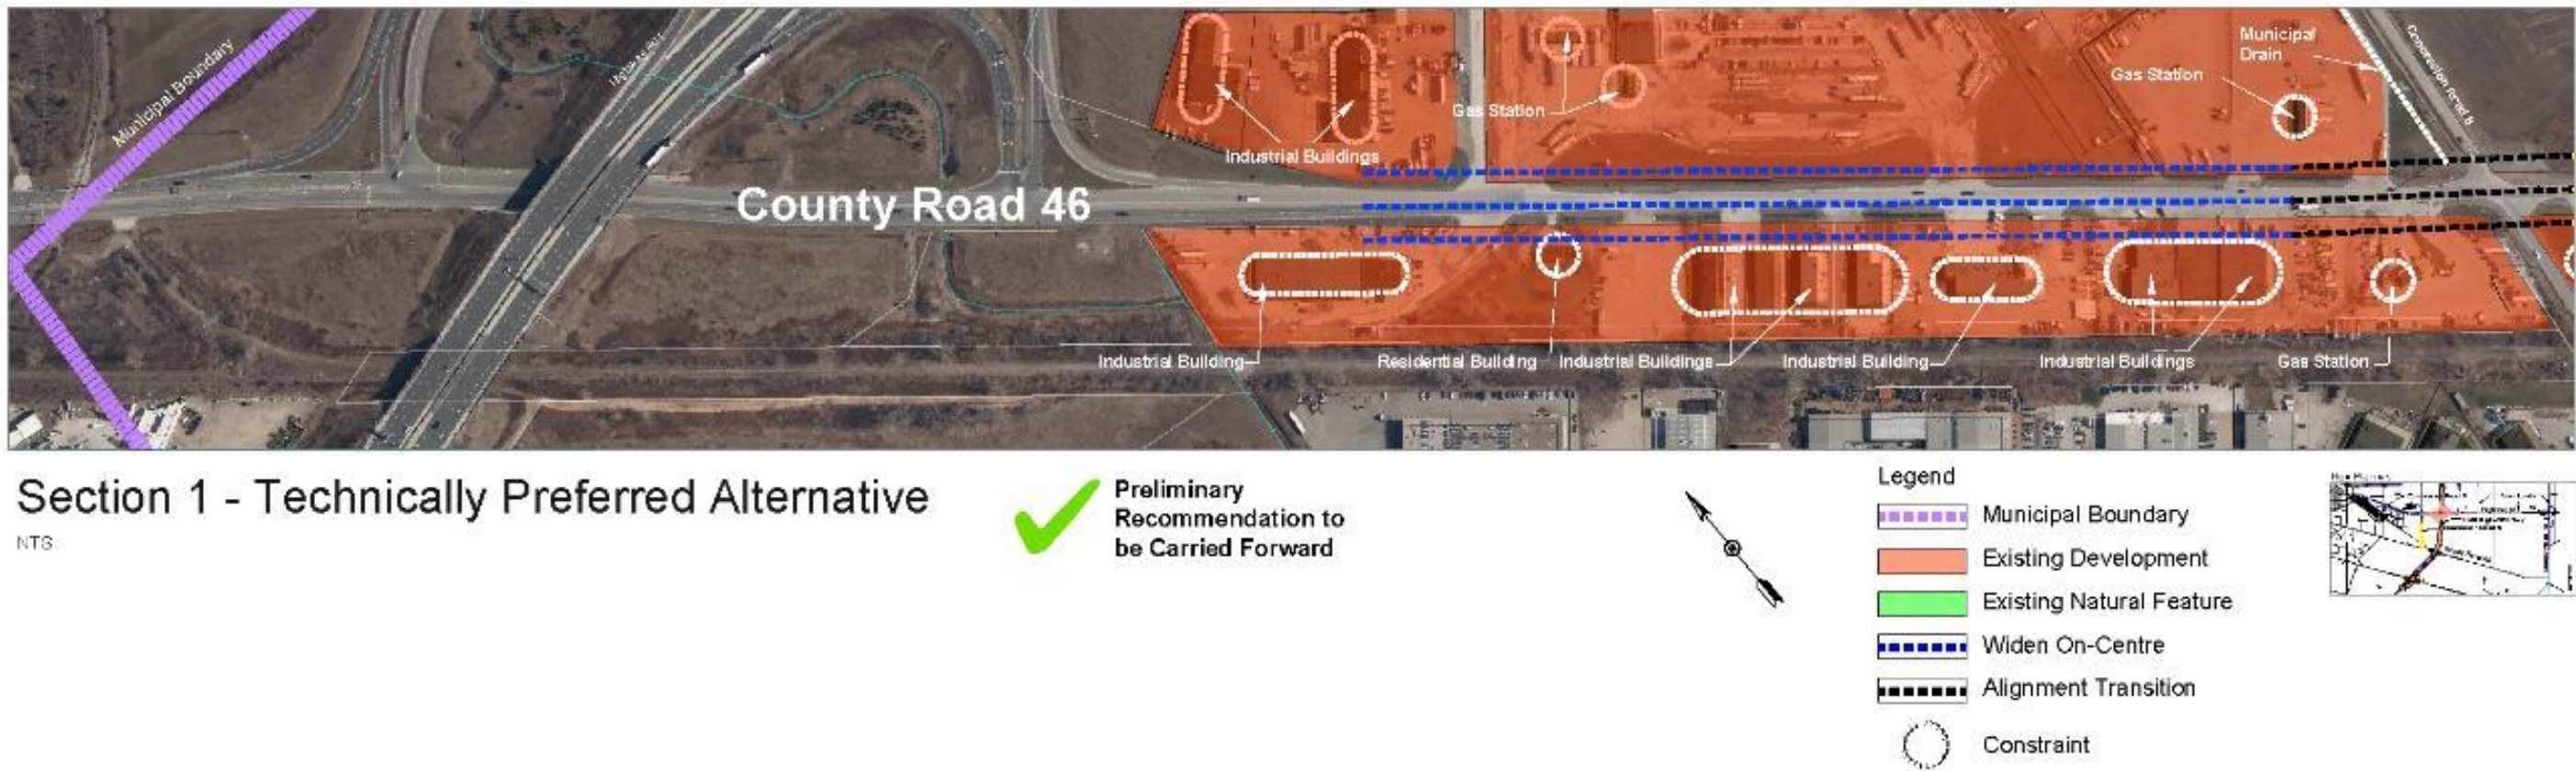 Municipal Boundary
Municipal
Drain
Gas Station
Gas Station
Industrial Buildings
County Road 46
Industrial Building
Residential Building
Industrial Buildings
Industrial Building
Industrial Buildings
Gas Station
Section 1 - Technically Preferred Alternative
NTS
Preliminary
Recommendation to
be Carried Forward
Legend
Municipal Boundary
Existing Development
Existing Natural Feature
Widen On-Centre
Alignment Transition
Constraint